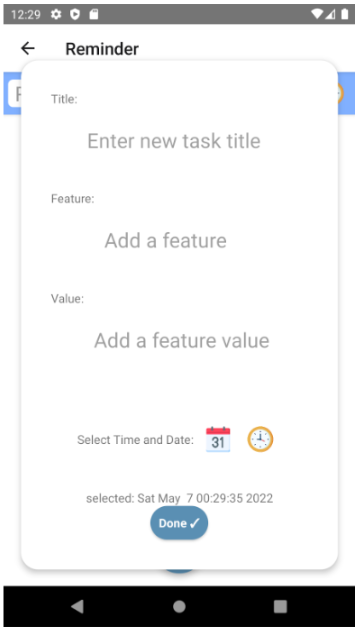 12:29
Reminder
Title:
Enter new task title
Feature:
Add a feature
Value:
Add a feature value
Select Time and Date: 31
selected: Sat May 7 00:29:35 2022
Done ✓